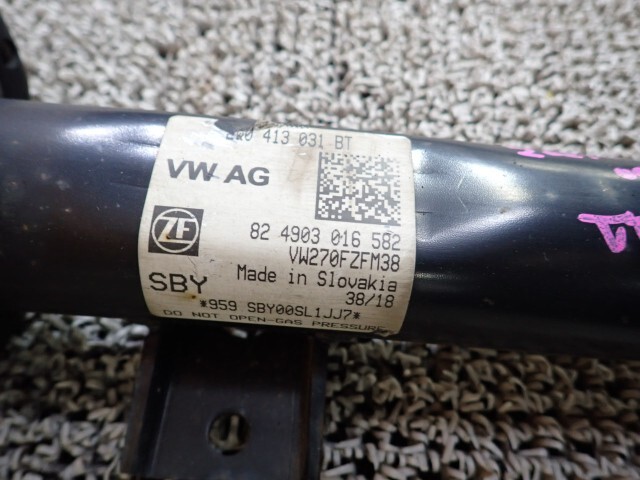 413 031 BT
VW AG
ZF
82 4903 016 582
VW270FZFM38
SBY
Made in Slovakia
38/18
*959 SBY00SL1JJ7*
DO NOT OPEN-GAS PRESSURE